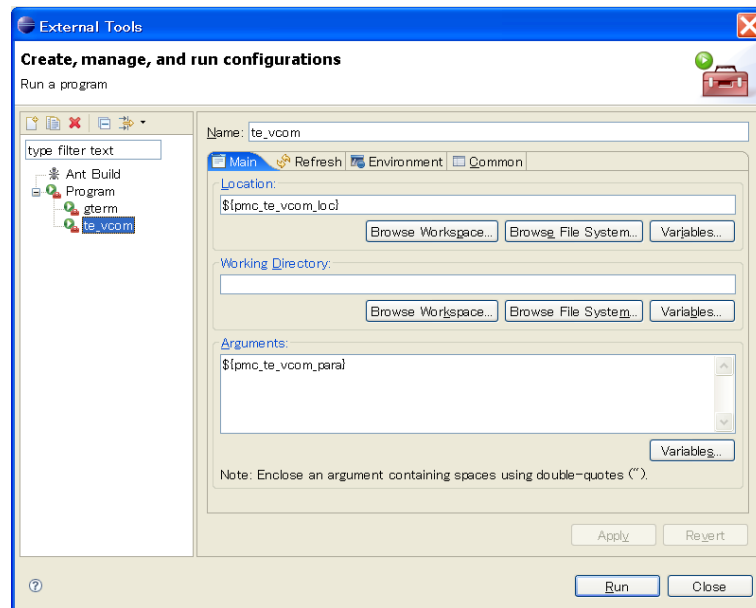 External Tools
Create, manage, and run configurations
Run a program
type filter text
Ant Build
Program
gterm
te_vcom
Name: te_vcom
Main Refresh Environment Common
Location:
${pmc_te_vcom_loc}
Browse Workspace... Browse File System... Variables...
Working Directory:
Browse Workspace... Browse File System... Variables...
Arguments:
${pmc_te_vcom_para}
Variables...
Note: Enclose an argument containing spaces using double-quotes (").
Apply Revert
? Run Close